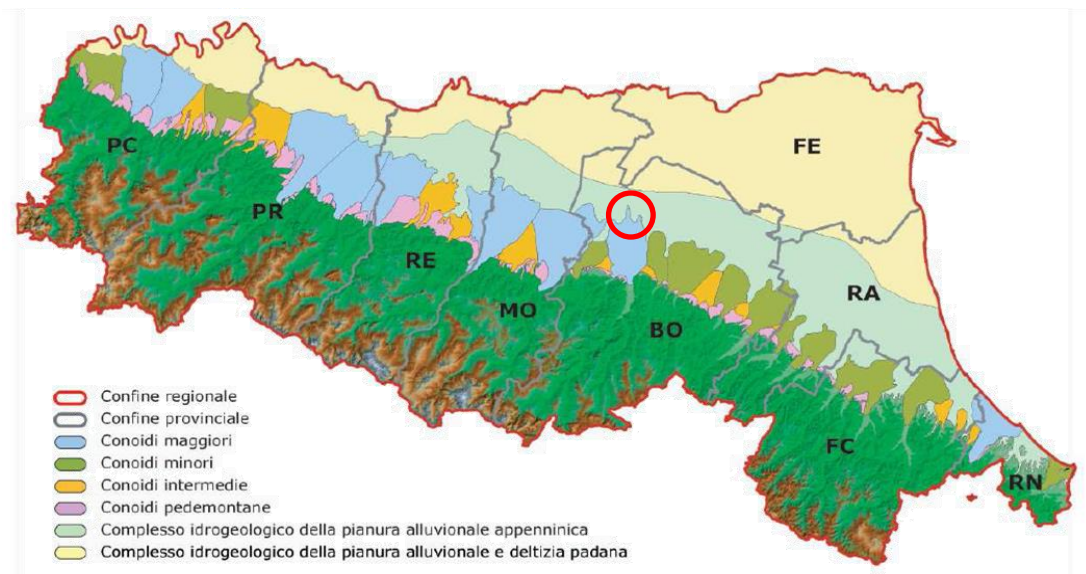 FE
PC
PR
RE
RA
MO
BO
FC
RN
Confine regionale
Confine provinciale
Conoidi maggiori
Conoidi minori
Conoidi intermedie
Conoidi pedemontane
Complesso idrogeologico della pianura alluvionale appenninica
Complesso idrogeologico della pianura alluvionale e deltizia padana